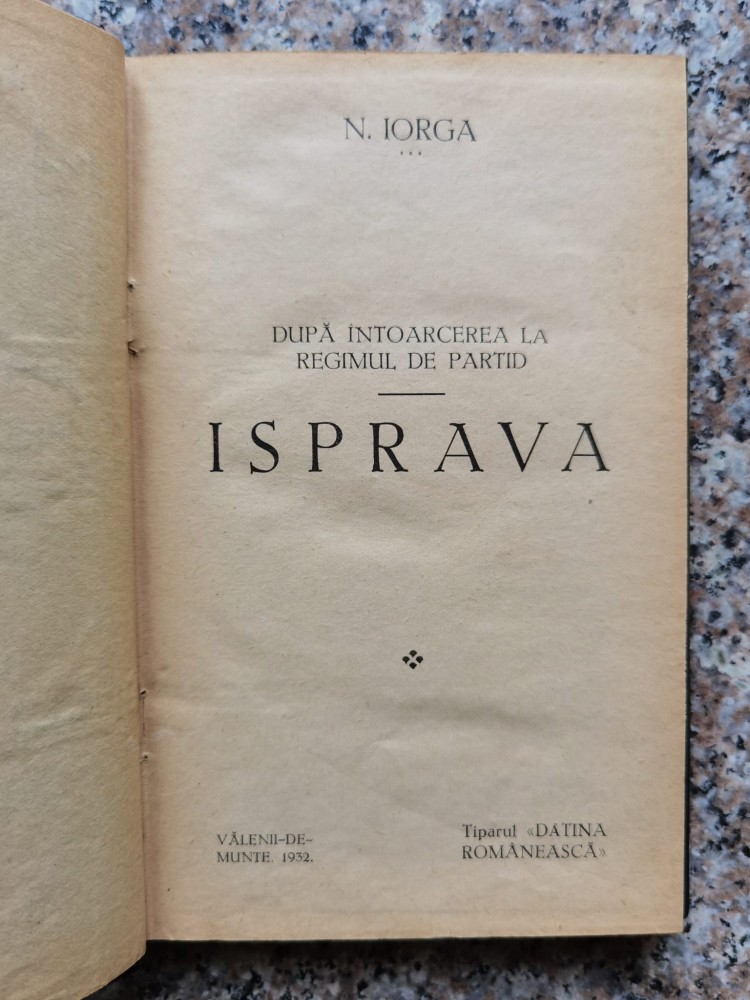 N. IORGA
DUPĂ ÎNTOARCEREA LA
REGIMUL DE PARTID
ISPRAVA
VĂLENII-DE-
MUNTE. 1932.
Tiparul «DATINA
ROMÂNEASCĂ»